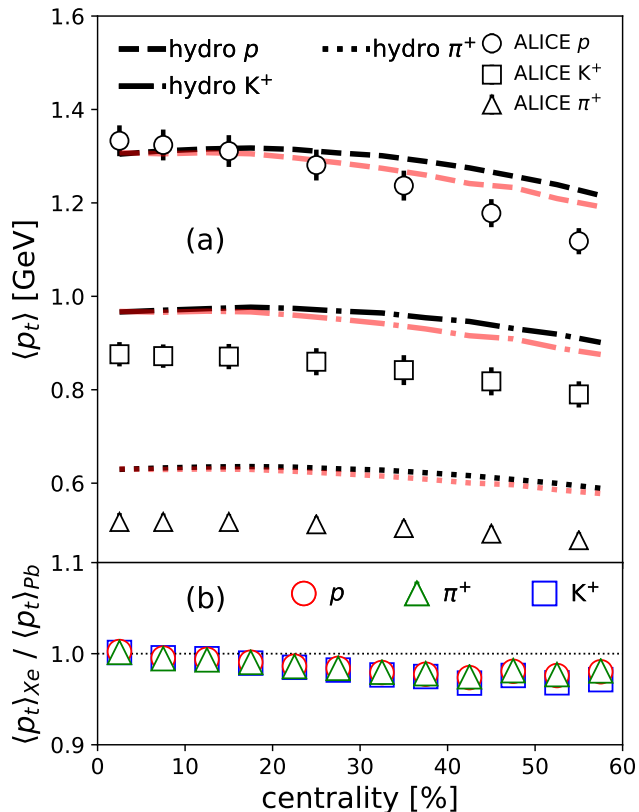 1.6
hydro p
hydro π⁺
ALICE p
hydro K⁺
ALICE K⁺
ALICE π⁺
1.4
1.2
(a)
⟨pₜ⟩ [GeV]
1.0
0.8
0.6
1.1
(b)
p
π⁺
K⁺
⟨pₜ⟩Xe / ⟨pₜ⟩Pb
1.0
0.9
0 10 20 30 40 50 60
centrality [%]